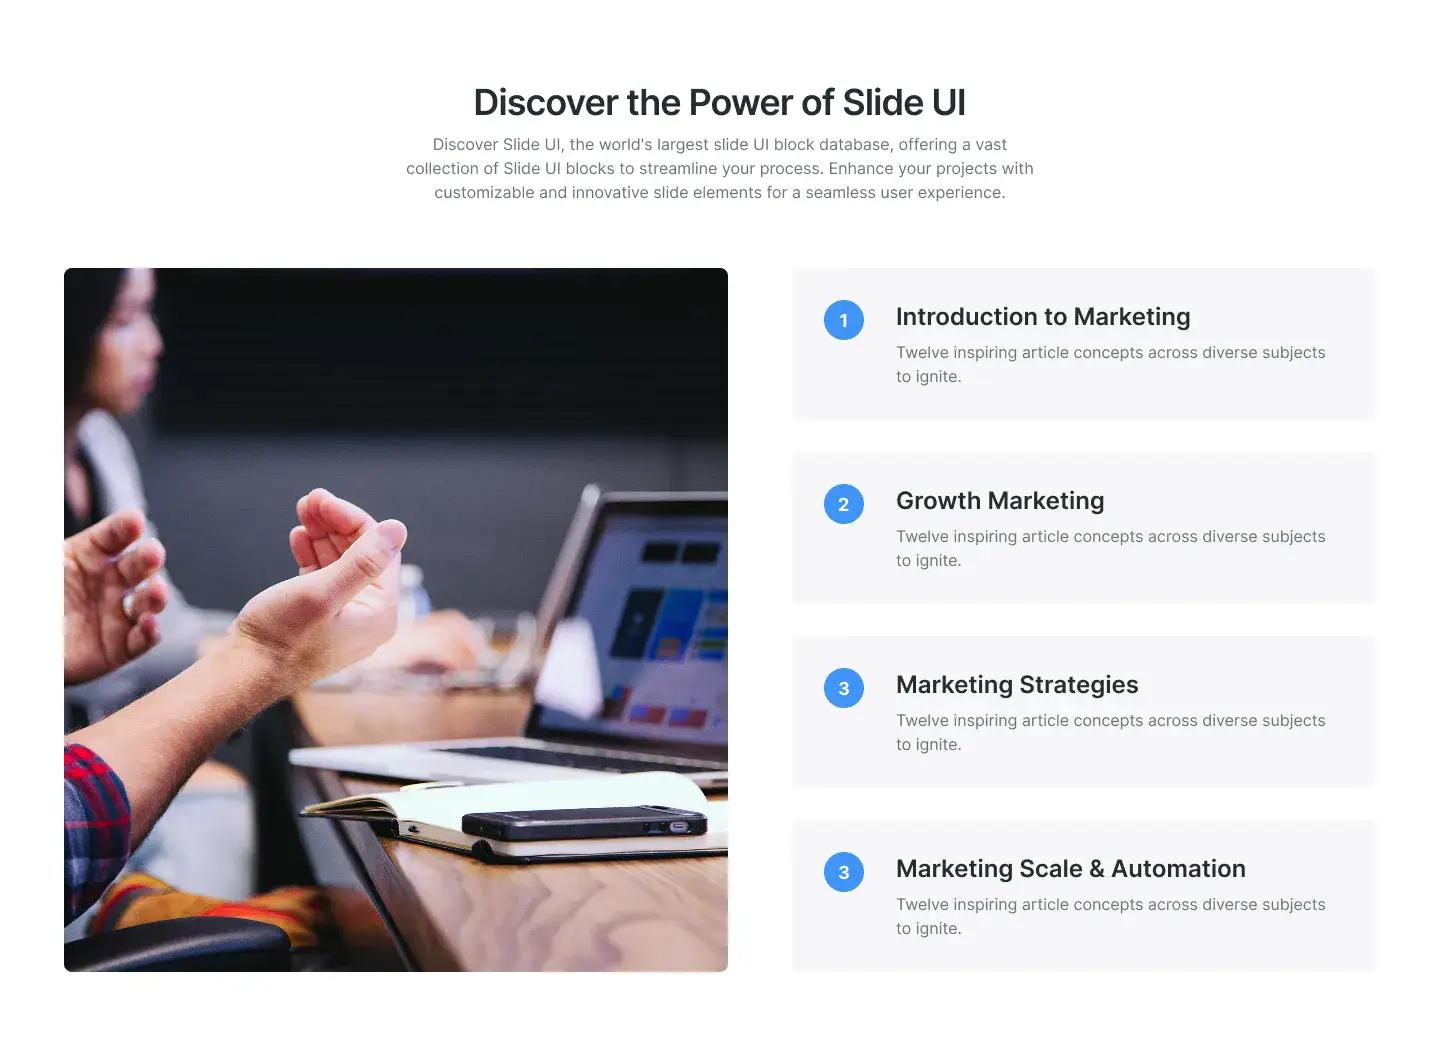 Discover the Power of Slide UI
Discover Slide UI, the world's largest slide UI block database, offering a vast
collection of Slide UI blocks to streamline your process. Enhance your projects with
customizable and innovative slide elements for a seamless user experience.
1
Introduction to Marketing
Twelve inspiring article concepts across diverse subjects
to ignite.
2
Growth Marketing
Twelve inspiring article concepts across diverse subjects
to ignite.
3
Marketing Strategies
Twelve inspiring article concepts across diverse subjects
to ignite.
3
Marketing Scale & Automation
Twelve inspiring article concepts across diverse subjects
to ignite.